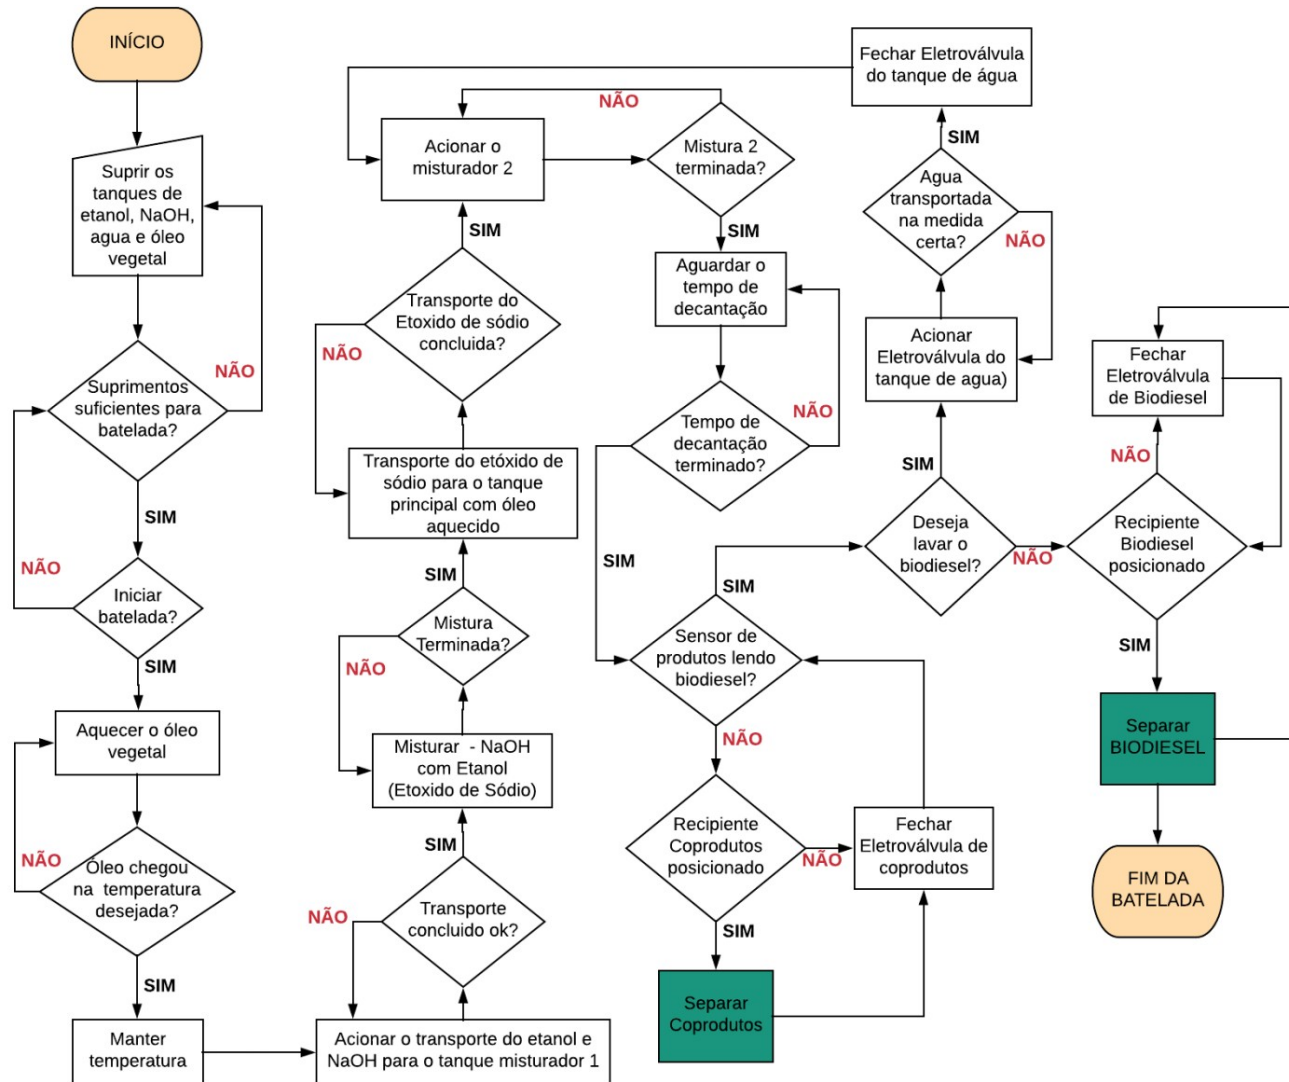 INÍCIO
Suprir os
tanques de
etanol, NaOH,
agua e óleo
vegetal
NÃO
Suprimentos
suficientes para
batelada?
SIM
NÃO
Iniciar
batelada?
SIM
Aquecer o óleo
vegetal
NÃO
Óleo chegou
na temperatura
desejada?
SIM
Manter
temperatura
Acionar o transporte do etanol e
NaOH para o tanque misturador 1
NÃO
Transporte
concluido ok?
SIM
Misturar - NaOH
com Etanol
(Etoxido de Sódio)
NÃO
Mistura
Terminada?
SIM
Transporte do etóxido de
sódio para o tanque
principal com óleo
aquecido
NÃO
Transporte do
Etoxido de sódio
concluida?
SIM
Acionar o
misturador 2
NÃO
Mistura 2
terminada?
SIM
Aguardar o
tempo de
decantação
NÃO
Tempo de
decantação
terminado?
SIM
Sensor de
produtos lendo
biodiesel?
SIM
NÃO
Recipiente
Coprodutos
posicionado
NÃO
SIM
Separar
Coprodutos
Fechar
Eletroválvula de
coprodutos
Deseja
lavar o
biodiesel?
SIM
NÃO
Acionar
Eletroválvula do
tanque de agua)
Agua
transportada
na medida
certa?
NÃO
SIM
Fechar Eletroválvula
do tanque de água
Fechar
Eletroválvula
de Biodiesel
NÃO
Recipiente
Biodiesel
posicionado
SIM
Separar
BIODIESEL
FIM DA
BATELADA